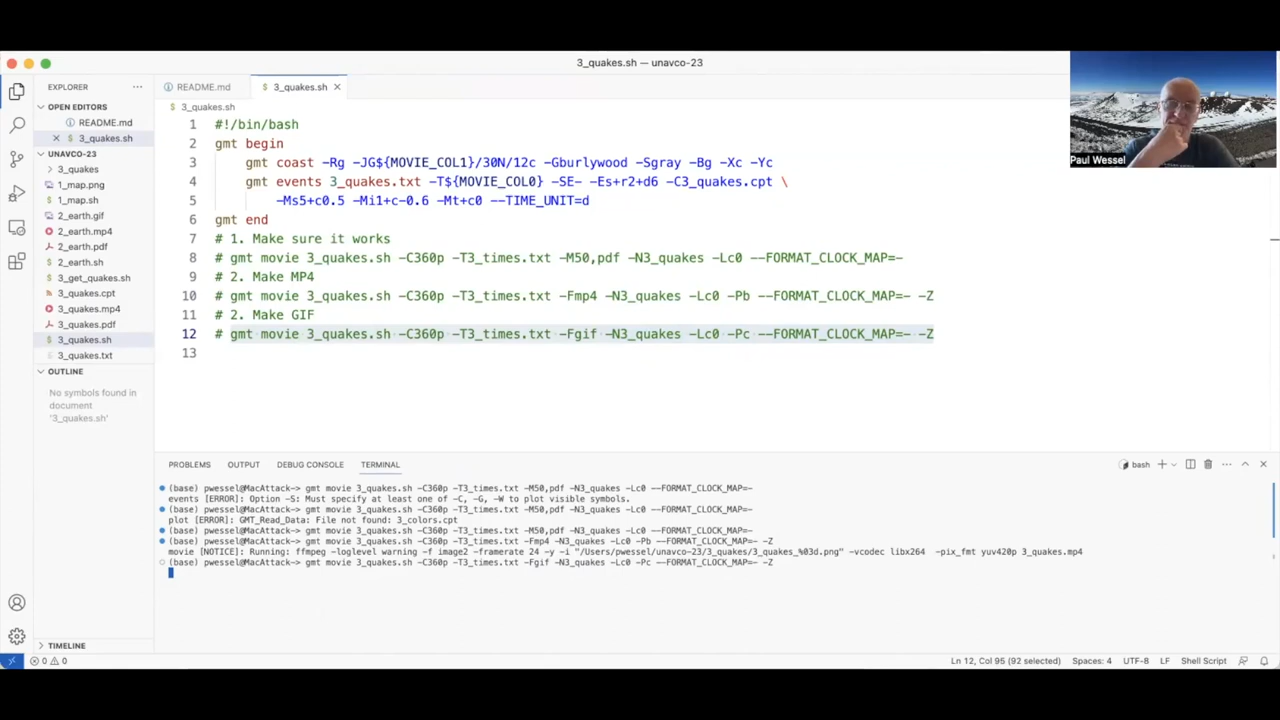 3_quakes.sh — unavco-23
EXPLORER
README.md
3_quakes.sh
OPEN EDITORS
README.md
3_quakes.sh
UNAVCO-23
3_quakes
1_map.png
1_map.sh
2_earth.gif
2_earth.mp4
2_earth.pdf
2_earth.sh
3_get_quakes.sh
3_quakes.cpt
3_quakes.mp4
3_quakes.pdf
3_quakes.sh
3_quakes.txt
OUTLINE
No symbols found in
document
'3_quakes.sh'
TIMELINE
3_quakes.sh
1 #!/bin/bash
2 gmt begin
3 gmt coast -Rg -JG${MOVIE_COL1}/30N/12c -Gburlywood -Sgray -Bg -Xc -Yc
4 gmt events 3_quakes.txt -T${MOVIE_COL0} -SE- -Es+r2+d6 -C3_quakes.cpt \
5 -Ms5+c0.5 -Mi1+c-0.6 -Mt+c0 --TIME_UNIT=d
6 gmt end
7 # 1. Make sure it works
8 # gmt movie 3_quakes.sh -C360p -T3_times.txt -M50,pdf -N3_quakes -Lc0 --FORMAT_CLOCK_MAP=-
9 # 2. Make MP4
10 # gmt movie 3_quakes.sh -C360p -T3_times.txt -Fmp4 -N3_quakes -Lc0 -Pb --FORMAT_CLOCK_MAP=- -Z
11 # 2. Make GIF
12 # gmt movie 3_quakes.sh -C360p -T3_times.txt -Fgif -N3_quakes -Lc0 -Pc --FORMAT_CLOCK_MAP=- -Z
13
Paul Wessel
PROBLEMS OUTPUT DEBUG CONSOLE TERMINAL
bash
(base) pwessel@MacAttack-> gmt movie 3_quakes.sh -C360p -T3_times.txt -M50,pdf -N3_quakes -Lc0 --FORMAT_CLOCK_MAP=-
events [ERROR]: Option -S: Must specify at least one of -C, -G, -W to plot visible symbols.
(base) pwessel@MacAttack-> gmt movie 3_quakes.sh -C360p -T3_times.txt -M50,pdf -N3_quakes -Lc0 --FORMAT_CLOCK_MAP=-
plot [ERROR]: GMT_Read_Data: File not found: 3_colors.cpt
(base) pwessel@MacAttack-> gmt movie 3_quakes.sh -C360p -T3_times.txt -M50,pdf -N3_quakes -Lc0 --FORMAT_CLOCK_MAP=-
(base) pwessel@MacAttack-> gmt movie 3_quakes.sh -C360p -T3_times.txt -Fmp4 -N3_quakes -Lc0 -Pb --FORMAT_CLOCK_MAP=- -Z
movie [NOTICE]: Running: ffmpeg -loglevel warning -f image2 -framerate 24 -y -i "/Users/pwessel/unavco-23/3_quakes/3_quakes_%03d.png" -vcodec libx264 -pix_fmt yuv420p 3_quakes.mp4
(base) pwessel@MacAttack-> gmt movie 3_quakes.sh -C360p -T3_times.txt -Fgif -N3_quakes -Lc0 -Pc --FORMAT_CLOCK_MAP=- -Z
0 0
Ln 12, Col 95 (92 selected) Spaces: 4 UTF-8 LF Shell Script